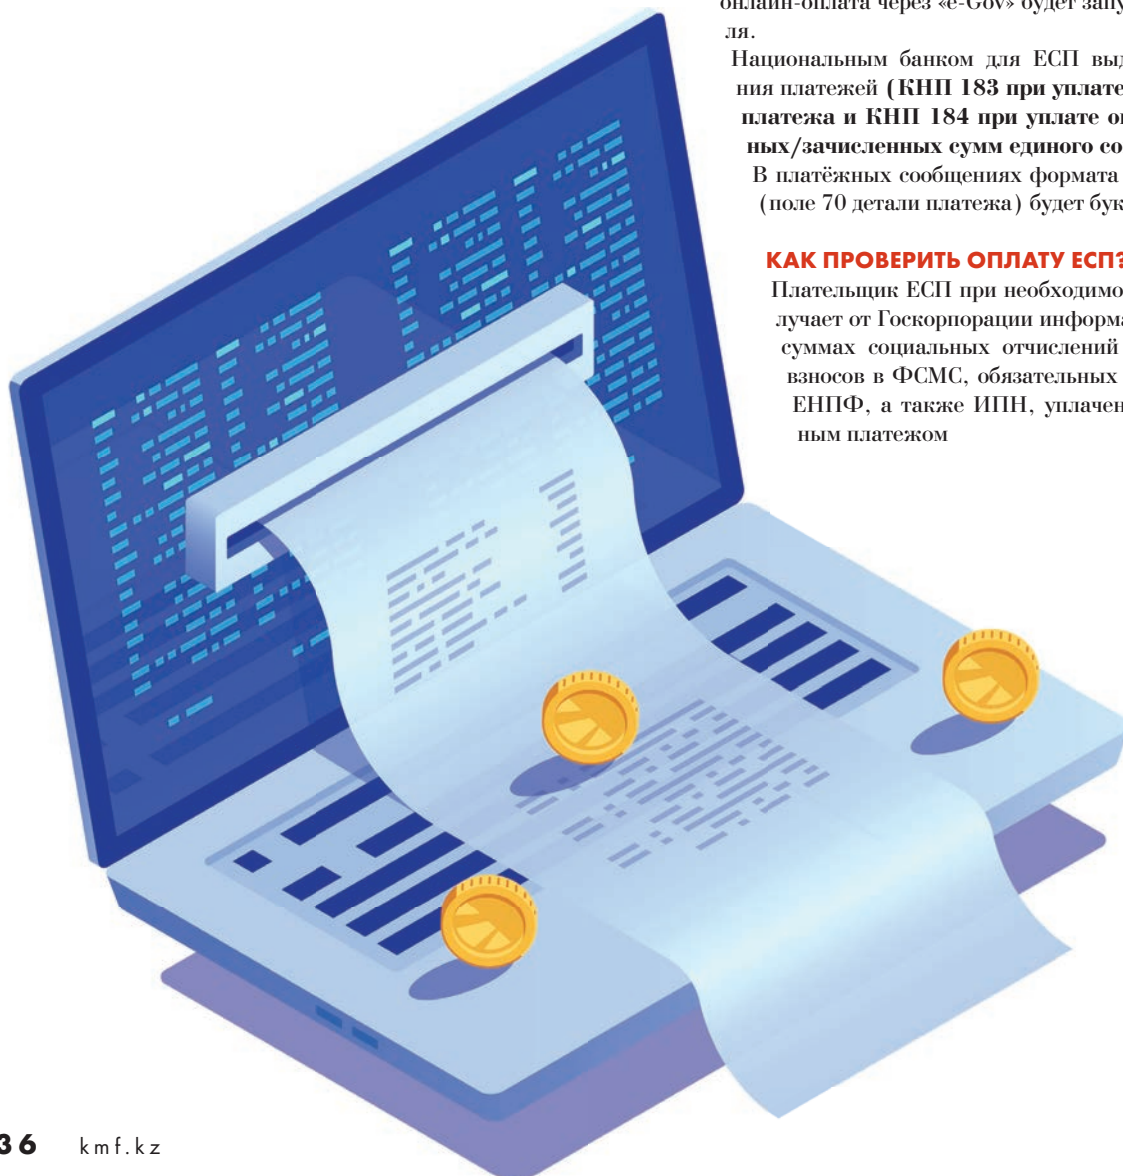 онлайн-оплата через «e-Gov» будет запу
ля.
Национальным банком для ЕСП выд
ния платежей (КНП 183 при уплате
платежа и КНП 184 при уплате о
ных/зачисленных сумм единого со
В платёжных сообщениях формата
(поле 70 детали платежа) будет бук
КАК ПРОВЕРИТЬ ОПЛАТУ ЕСП?
Плательщик ЕСП при необходимо
лучает от Госкорпорации информа
суммах социальных отчислений
взносов в ФСМС, обязательных
ЕНПФ, а также ИПН, уплачен
ным платежом
36 kmf.kz